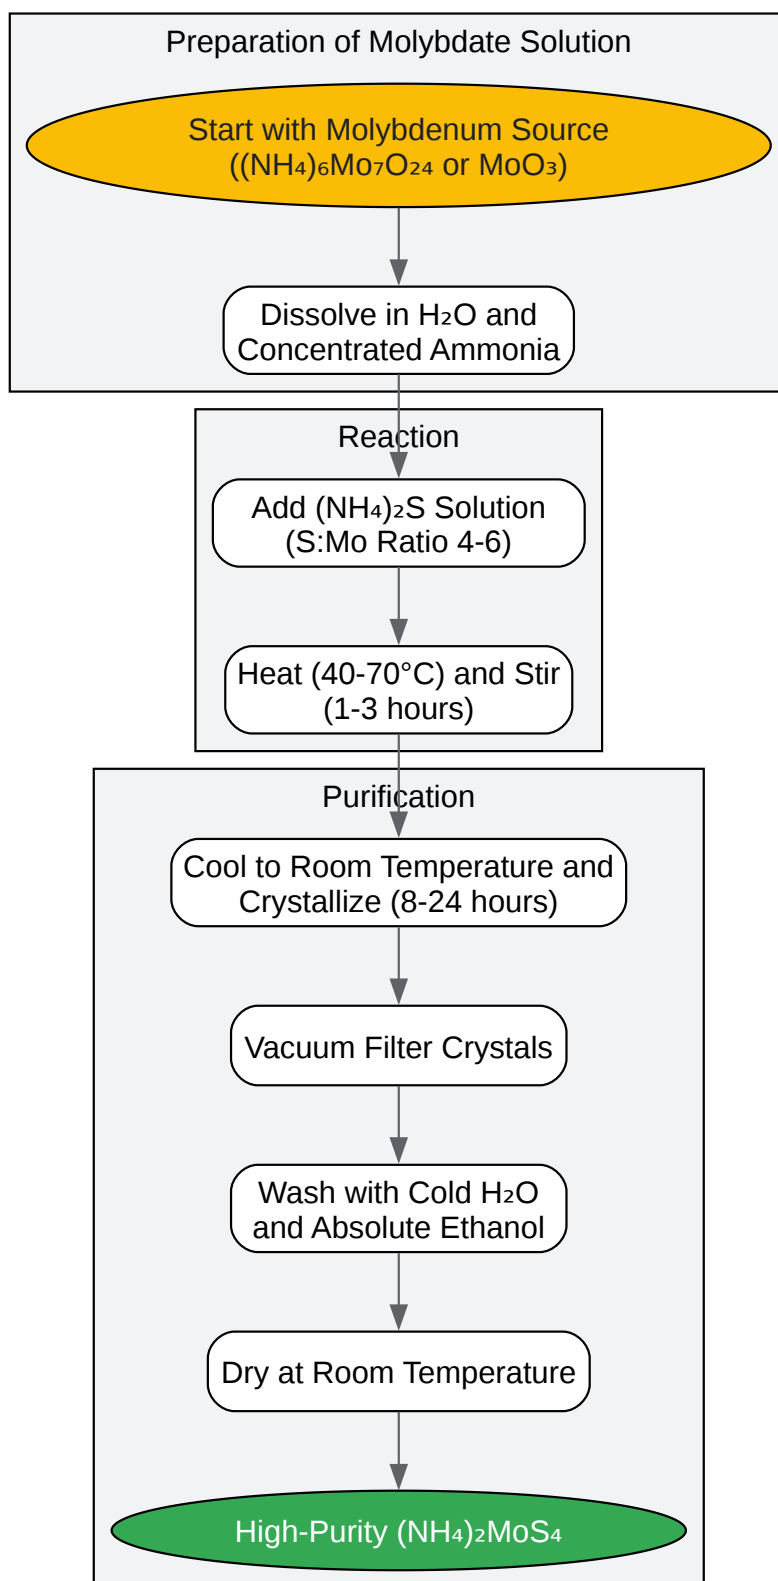 Preparation of Molybdate Solution
Start with Molybdenum Source
((NH₄)₆Mo₇O₂₄ or MoO₃)
Dissolve in H₂O and
Concentrated Ammonia
Reaction
Add (NH₄)₂S Solution
(S:Mo Ratio 4-6)
Heat (40-70°C) and Stir
(1-3 hours)
Purification
Cool to Room Temperature and
Crystallize (8-24 hours)
Vacuum Filter Crystals
Wash with Cold H₂O
and Absolute Ethanol
Dry at Room Temperature
High-Purity (NH₄)₂MoS₄